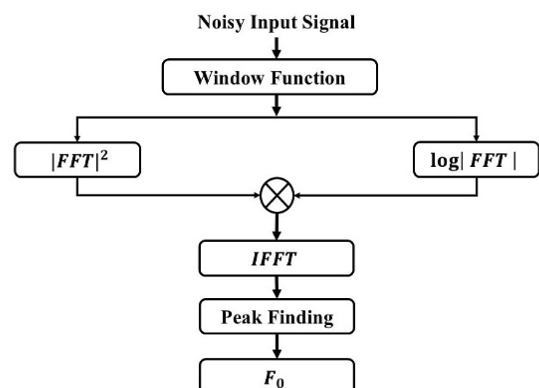 Noisy Input Signal
Window Function
|FFT|²
log| FFT |
IFFT
Peak Finding
F₀